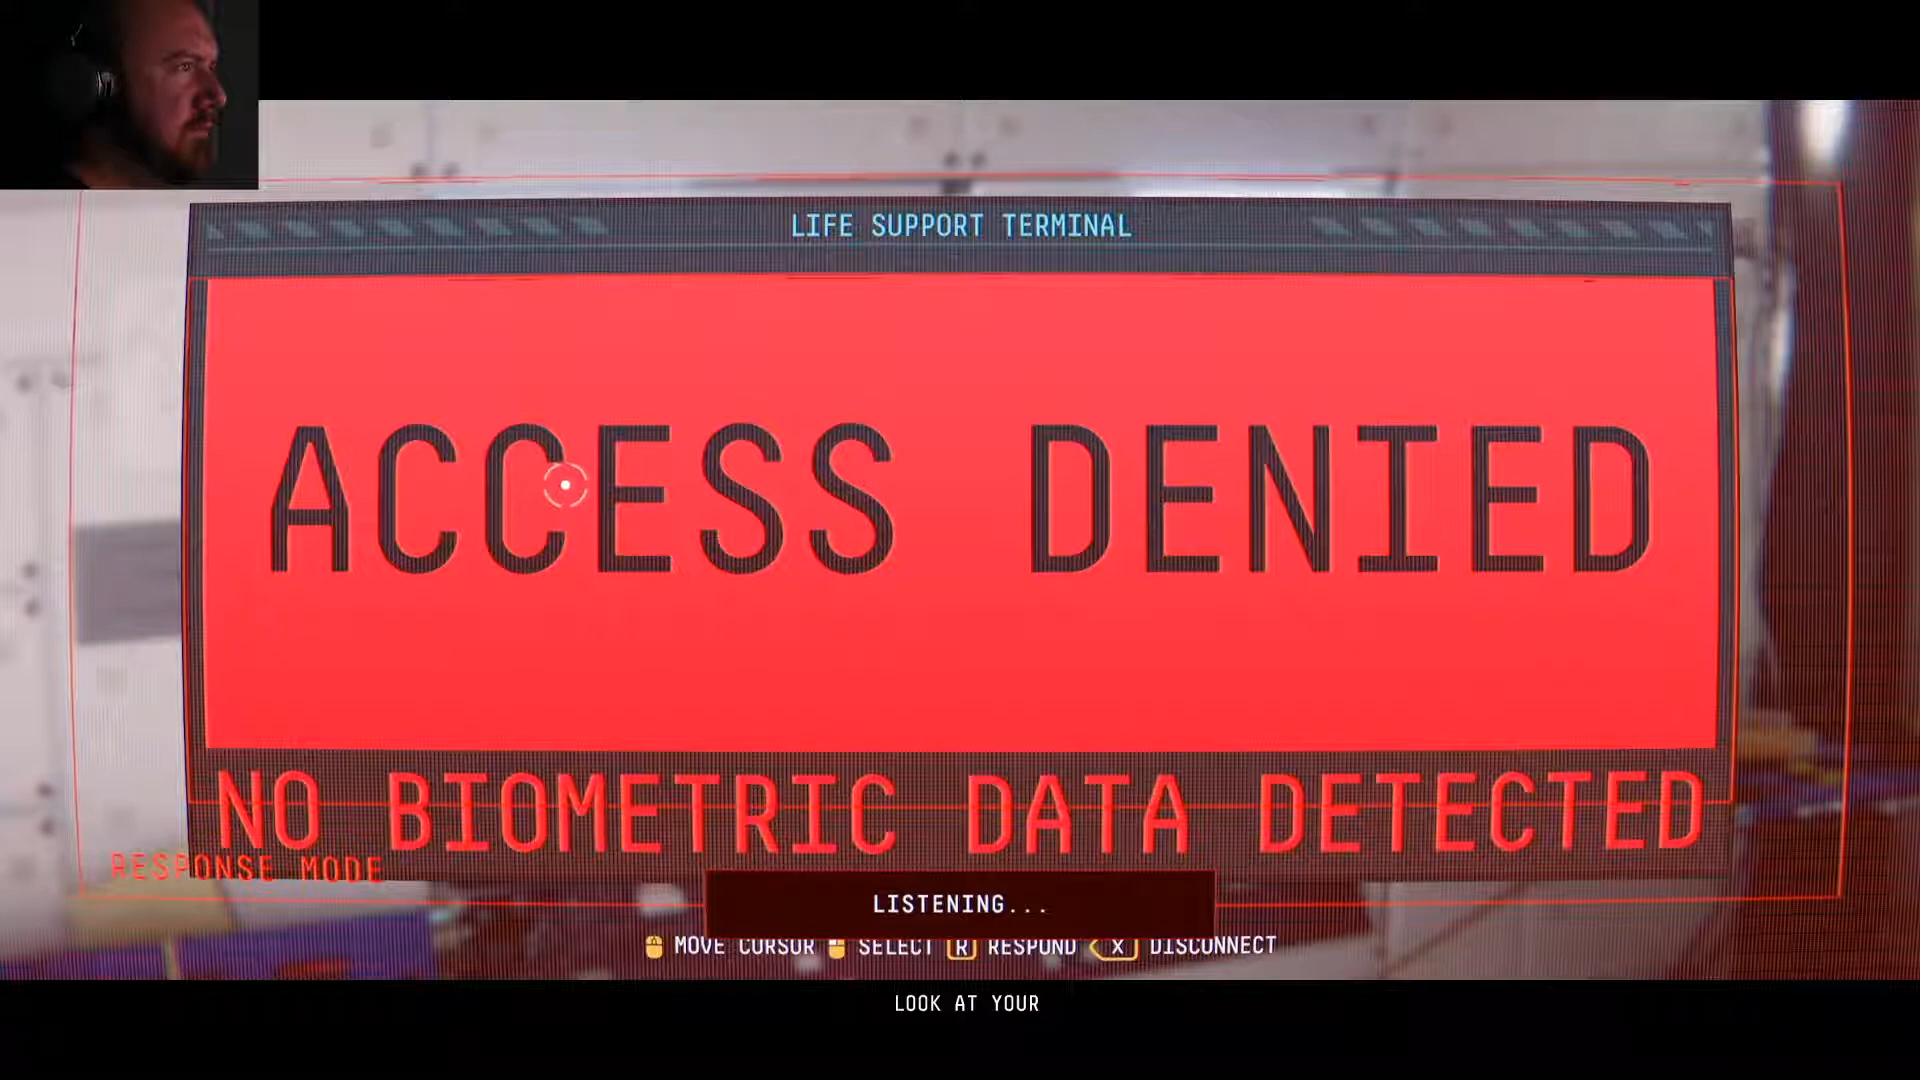 LIFE SUPPORT TERMINAL
ACCESS DENIED
NO BIOMETRIC DATA DETECTED
RESPONSE MODE
LISTENING...
MOVE CURSOR SELECT R RESPOND X DISCONNECT
LOOK AT YOUR